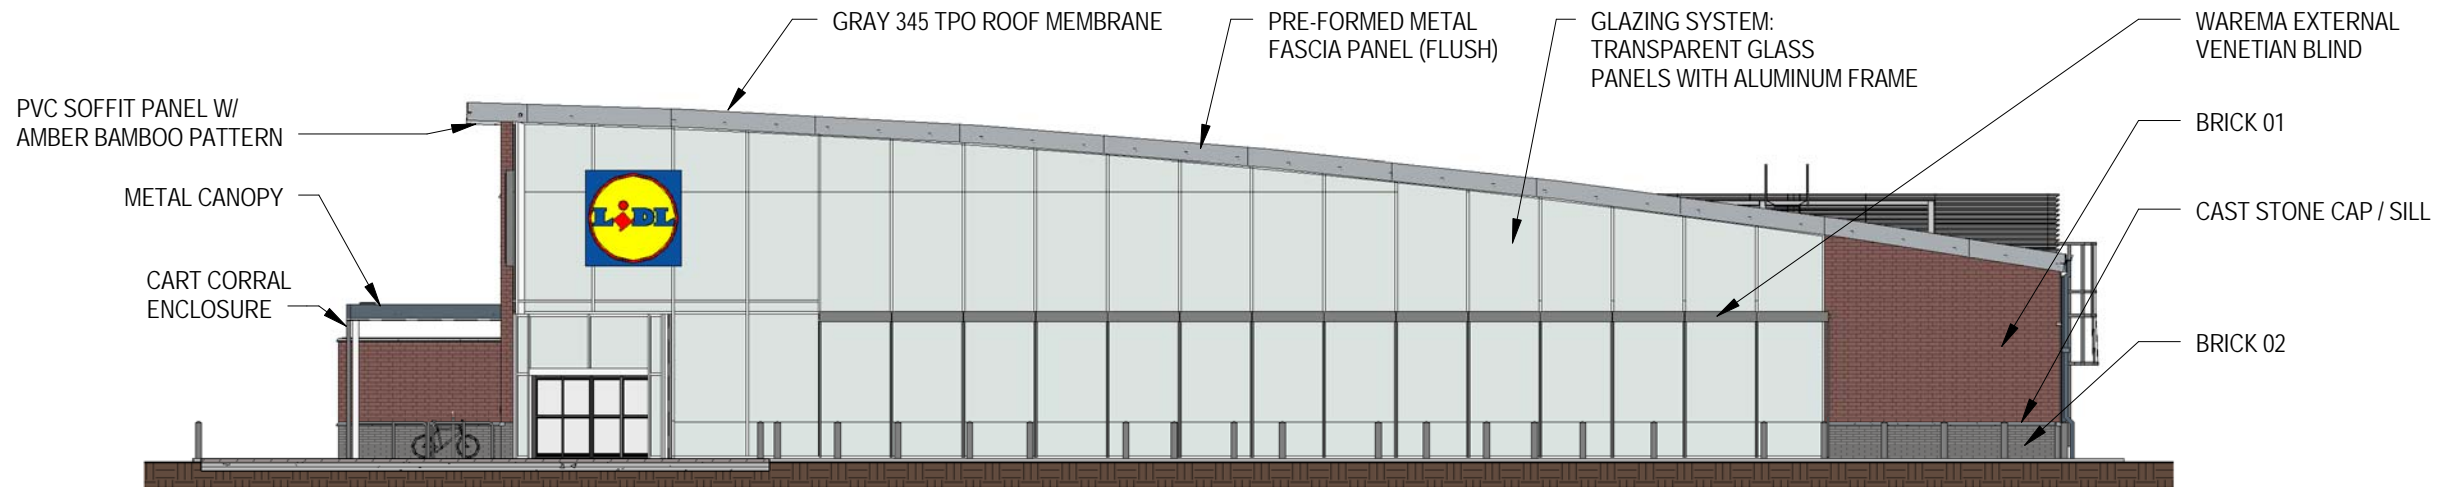 GRAY 345 TPO ROOF MEMBRANE
PRE-FORMED METAL
FASCIA PANEL (FLUSH)
GLAZING SYSTEM:
TRANSPARENT GLASS
PANELS WITH ALUMINUM FRAME
WAREMA EXTERNAL
VENETIAN BLIND
PVC SOFFIT PANEL W/
AMBER BAMBOO PATTERN
BRICK 01
METAL CANOPY
LiDL
CAST STONE CAP / SILL
CART CORRAL
ENCLOSURE
BRICK 02